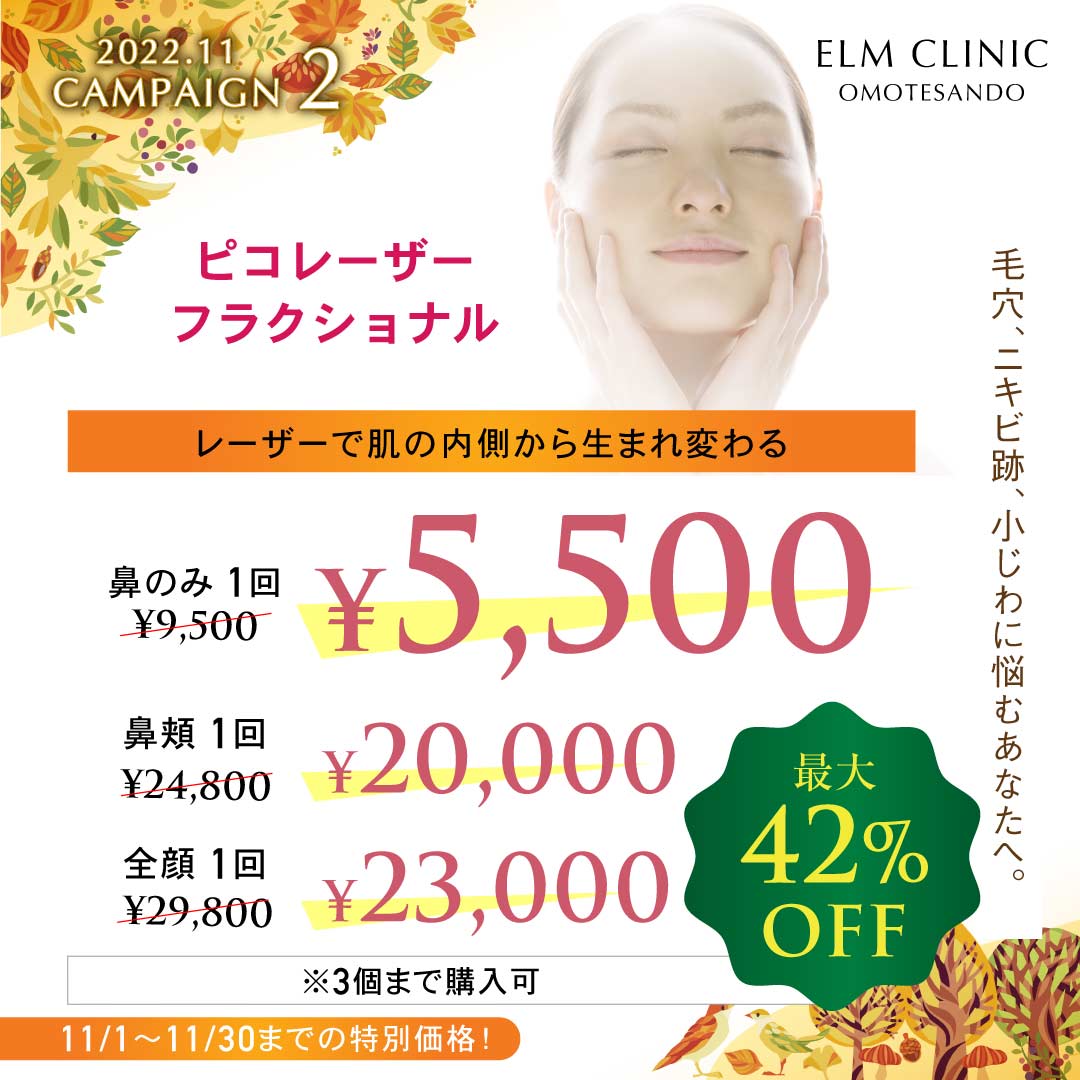 2022.11
CAMPAIGN 2
ELM CLINIC
OMOTESANDO
ピコレーザー
フラクショナル
毛穴、ニキビ跡、小じわに悩むあなたへ。
レーザーで肌の内側から生まれ変わる
鼻のみ 1回
¥9,500
¥5,500
鼻頬 1回
¥24,800
¥20,000
全顔 1回
¥29,800
¥23,000
最大
42%
OFF
※3個まで購入可
11/1～11/30までの特別価格!